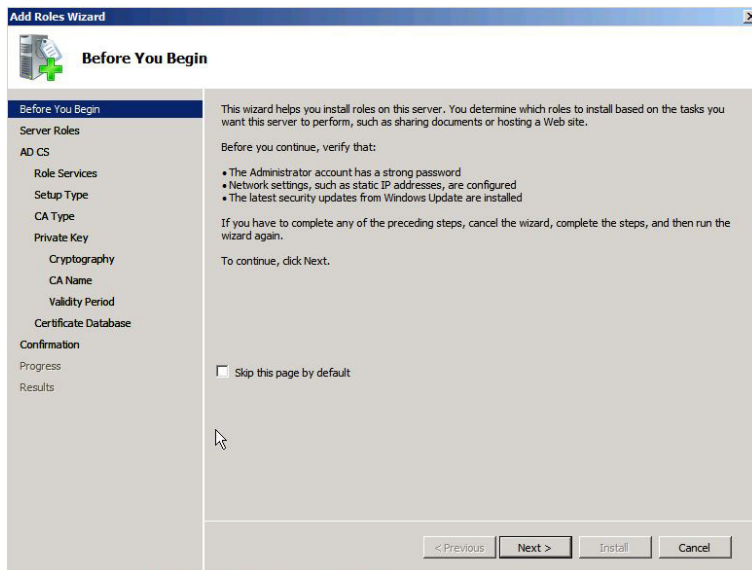 Add Roles Wizard
Before You Begin
Before You Begin
Server Roles
AD CS
Role Services
Setup Type
CA Type
Private Key
Cryptography
CA Name
Validity Period
Certificate Database
Confirmation
Progress
Results
This wizard helps you install roles on this server. You determine which roles to install based on the tasks you
want this server to perform, such as sharing documents or hosting a Web site.
Before you continue, verify that:
• The Administrator account has a strong password
• Network settings, such as static IP addresses, are configured
• The latest security updates from Windows Update are installed
If you have to complete any of the preceding steps, cancel the wizard, complete the steps, and then run the
wizard again.
To continue, click Next.
Skip this page by default
< Previous
Next >
Install
Cancel